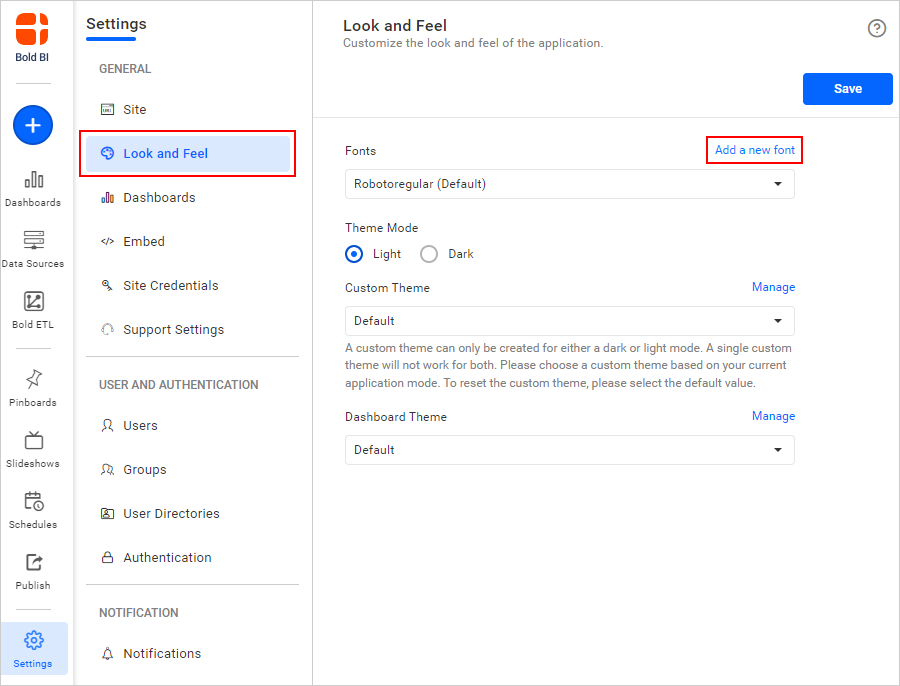 Bold BI
Dashboards
Data Sources
Bold ETL
Pinboards
Slideshows
Schedules
Publish
Settings
Settings
GENERAL
Site
Look and Feel
Dashboards
Embed
Site Credentials
Support Settings
USER AND AUTHENTICATION
Users
Groups
User Directories
Authentication
NOTIFICATION
Notifications
Look and Feel
Customize the look and feel of the application.
Save
Fonts
Add a new font
Robotoregular (Default)
Theme Mode
Light
Dark
Custom Theme
Manage
Default
A custom theme can only be created for either a dark or light mode. A single custom
theme will not work for both. Please choose a custom theme based on your current
application mode. To reset the custom theme, please select the default value.
Dashboard Theme
Manage
Default